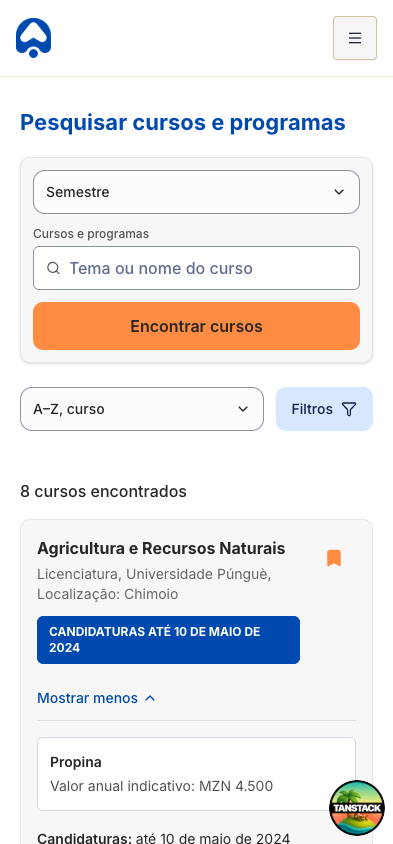 Pesquisar cursos e programas
Semestre
Cursos e programas
Tema ou nome do curso
Encontrar cursos
A–Z, curso
Filtros
8 cursos encontrados
Agricultura e Recursos Naturais
Licenciatura, Universidade Púnguè,
Localização: Chimoio
CANDIDATURAS ATÉ 10 DE MAIO DE
2024
Mostrar menos
Propina
Valor anual indicativo: MZN 4.500
TANSTACK
Candidaturas: até 10 de maio de 2024